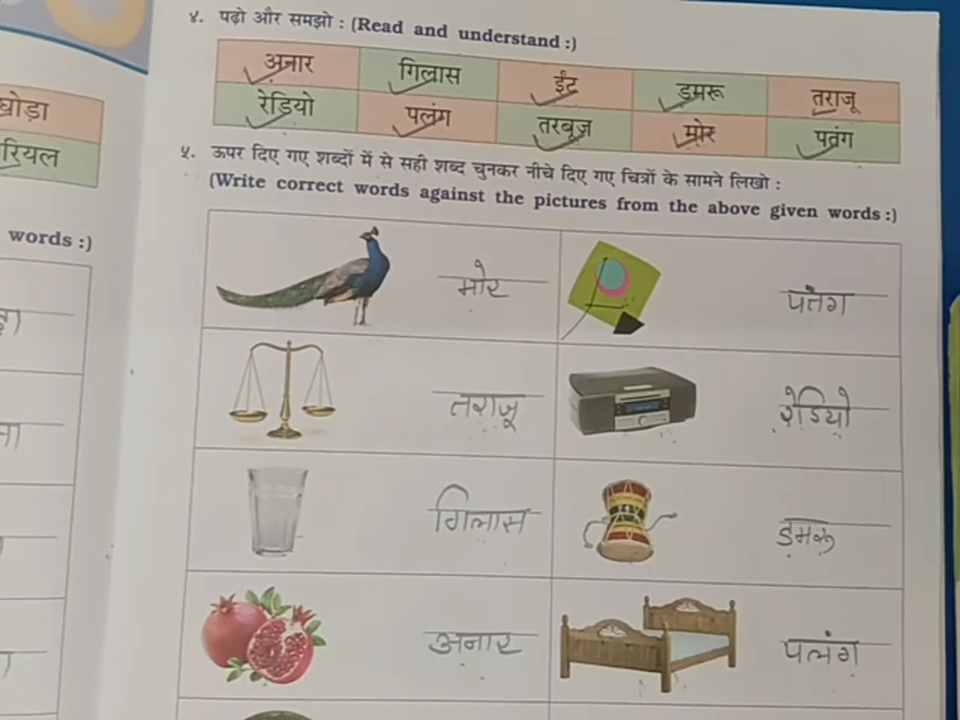 ४. पढ़ो और समझो : (Read and understand :)
अनार गिलास ईंट डमरू तराजू
रेडियो पलंग तरबूज़ मोर पतंग
घोड़ा
रियल
५. ऊपर दिए गए शब्दों में से सही शब्द चुनकर नीचे दिए गए चित्रों के सामने लिखो :
(Write correct words against the pictures from the above given words :)
words :)
मोर पतंग
तराजू रेडियो
गिलास डमरू
अनार पलंग